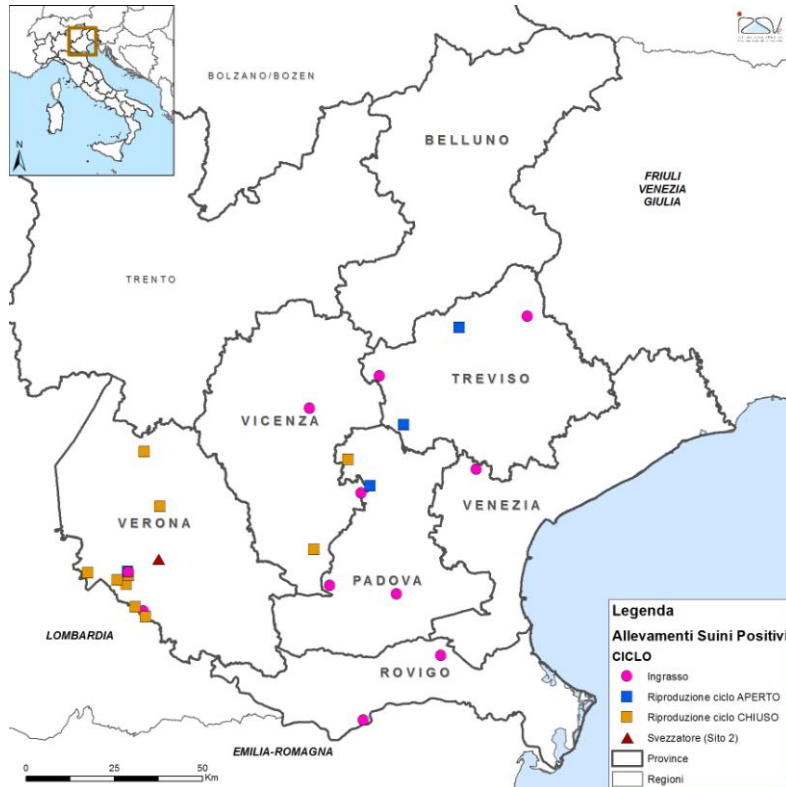 N
BOLZANO/BOZEN
BELLUNO
FRIULI
VENEZIA
GIULIA
TRENTO
TREVISO
VICENZA
VENEZIA
VERONA
PADOVA
LOMBARDIA
ROVIGO
EMILIA-ROMAGNA
0 25 50
Km
Legenda
Allevamenti Suini Positivi
CICLO
Ingrasso
Riproduzione ciclo APERTO
Riproduzione ciclo CHIUSO
Svezzatore (Sito 2)
Province
Regioni